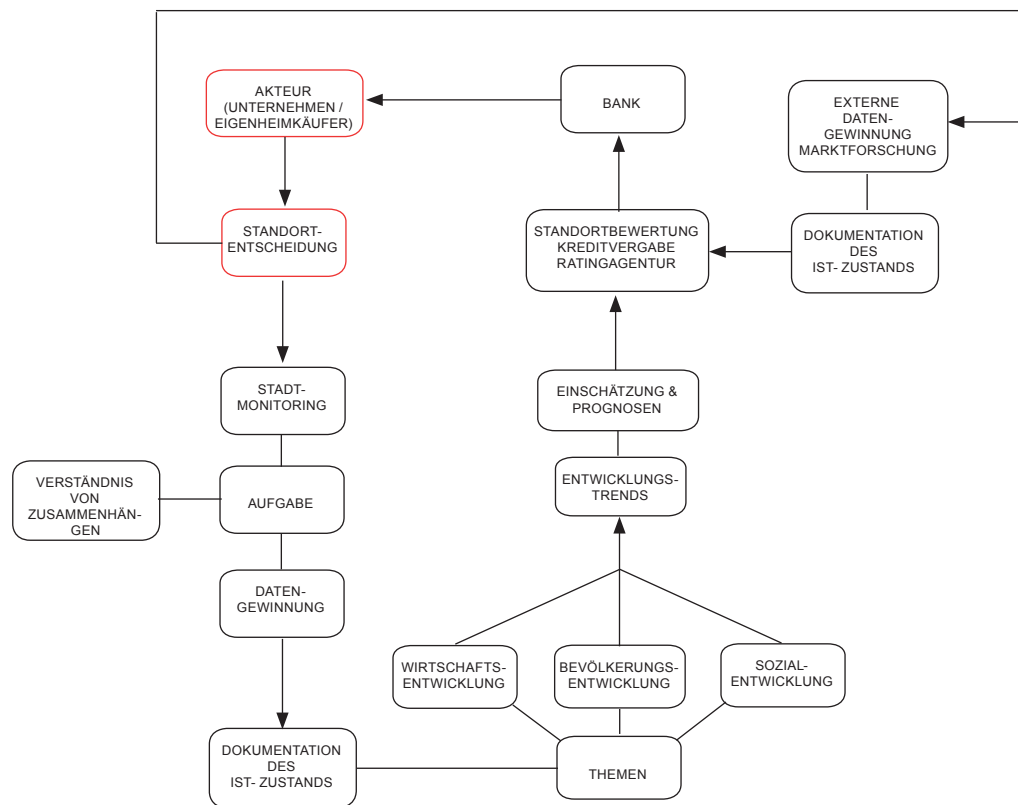 AKTEUR
(UNTERNEHMEN /
EIGENHEIMKÄUFER)
BANK
EXTERNE
DATEN-
GEWINNUNG
MARKTFORSCHUNG
STANDORT-
ENTSCHEIDUNG
STANDORTBEWERTUNG
KREDITVERGABE
RATINGAGENTUR
DOKUMENTATION
DES
IST- ZUSTANDS
STADT-
MONITORING
EINSCHÄTZUNG &
PROGNOSEN
VERSTÄNDNIS
VON
ZUSAMMENHÄN-
GEN
AUFGABE
ENTWICKLUNGS-
TRENDS
DATEN-
GEWINNUNG
WIRTSCHAFTS-
ENTWICKLUNG
BEVÖLKERUNGS-
ENTWICKLUNG
SOZIAL-
ENTWICKLUNG
DOKUMENTATION
DES
IST- ZUSTANDS
THEMEN